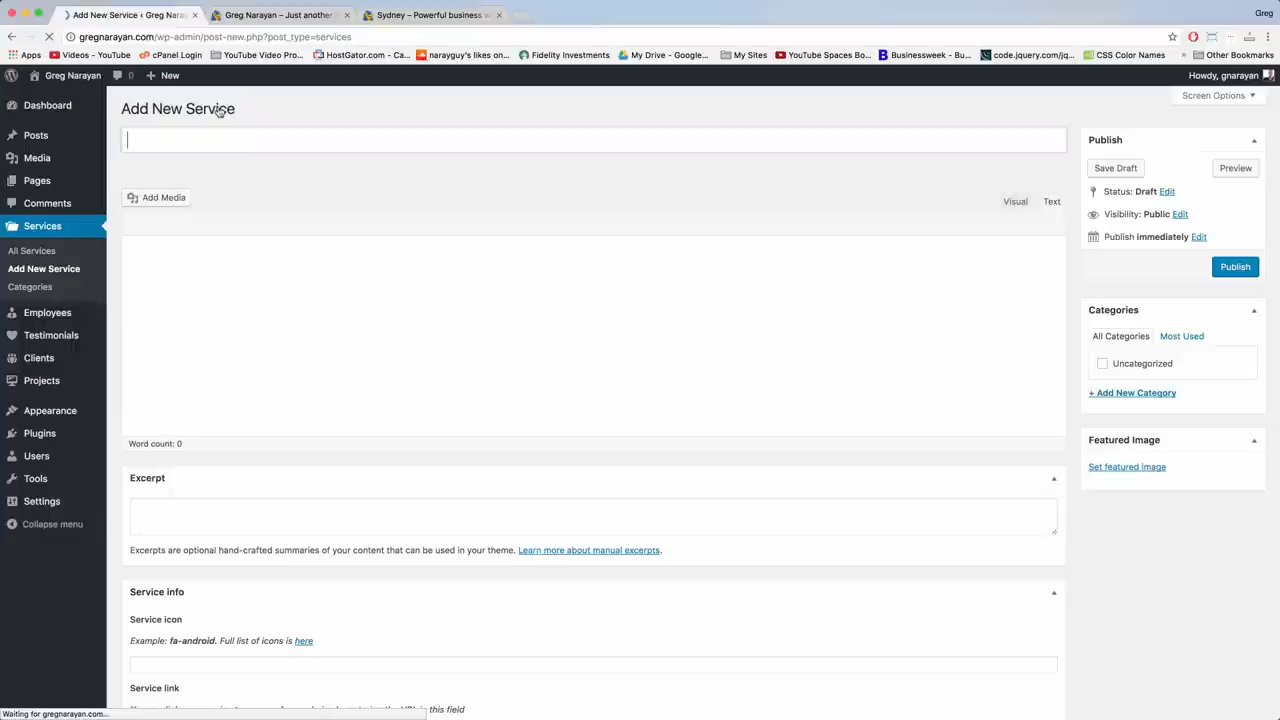 Add New Service ‹ Greg Naray
Greg Narayan – Just another
Sydney – Powerful business w
Greg
gregnarayan.com/wp-admin/post-new.php?post_type=services
Apps Videos - YouTube cPanel Login YouTube Video Pro... HostGator.com - Ca... narayguy's likes on... Fidelity Investments My Drive - Google... My Sites YouTube Spaces Bo... Businessweek - Bu... code.jquery.com/jq... CSS Color Names » Other Bookmarks
Greg Narayan 0 New Howdy, gnarayan
Screen Options
Dashboard
Posts
Media
Pages
Comments
Services
All Services
Add New Service
Categories
Employees
Testimonials
Clients
Projects
Appearance
Plugins
Users
Tools
Settings
Collapse menu
Add New Service
Add Media
Visual Text
Word count: 0
Excerpt
Excerpts are optional hand-crafted summaries of your content that can be used in your theme. Learn more about manual excerpts.
Service info
Service icon
Example: fa-android. Full list of icons is here
Service link
this field
Publish
Save Draft Preview
Status: Draft Edit
Visibility: Public Edit
Publish immediately Edit
Publish
Categories
All Categories Most Used
Uncategorized
+ Add New Category
Featured Image
Set featured image
Waiting for gregnarayan.com...